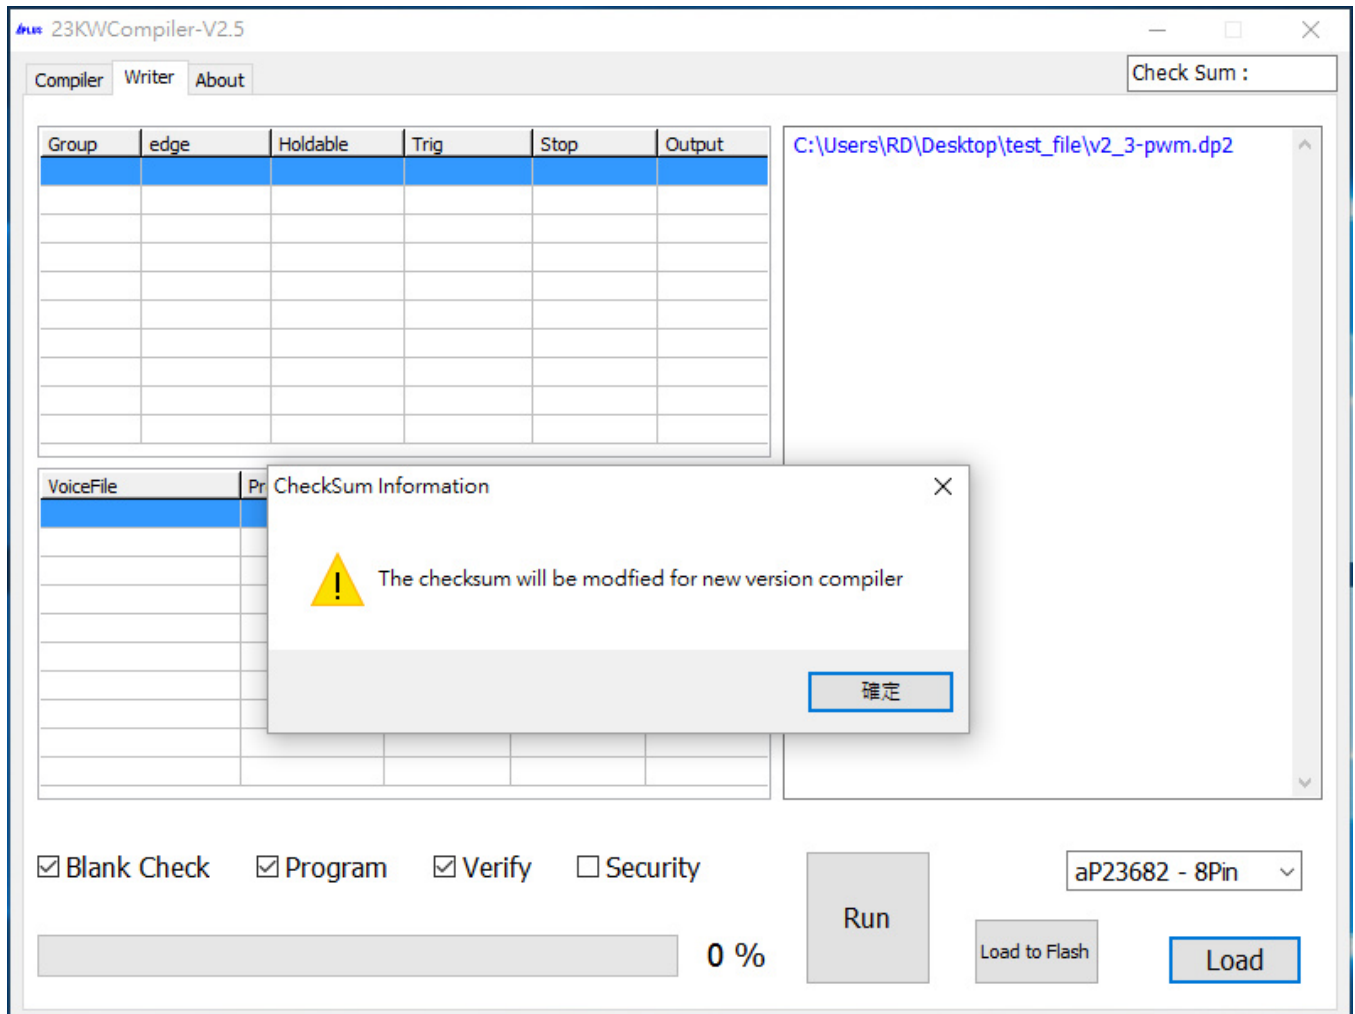 APLUS 23KWCompiler-V2.5
Compiler Writer About
Check Sum :
Group edge Holdable Trig Stop Output
C:\Users\RD\Desktop\test_file\v2_3-pwm.dp2
VoiceFile Pr
CheckSum Information
The checksum will be modfied for new version compiler
確定
Blank Check Program Verify Security
aP23682 - 8Pin
Run
Load to Flash
Load
0 %